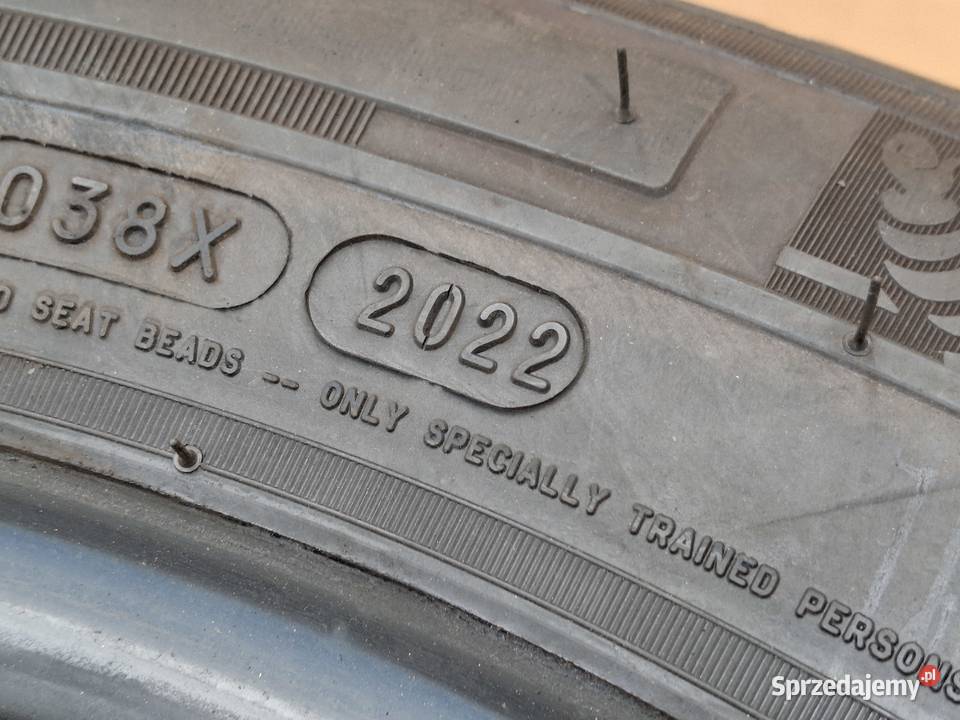 038X
2022
SEAT BEADS -- ONLY SPECIALLY TRAINED PERSONS
Sprzedajemy.pl